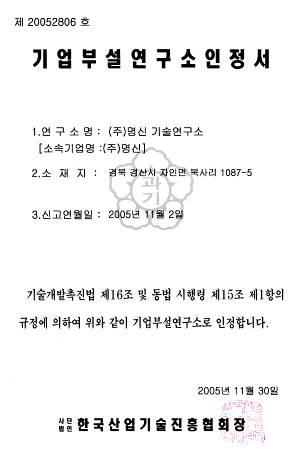 제 20052806 호
기업부설연구소인정서
1.연 구 소 명 : (주)명신 기술연구소
[소속기업명 :(주)명신]
2.소 재 지 : 경북 경산시 자인면 북사리 1087-5
3.신고연월일 : 2005년 11월 2일
과기
기술개발촉진법 제16조 및 동법 시행령 제15조 제1항의
규정에 의하여 위와 같이 기업부설연구소로 인정합니다.
2005년 11월 30일
사단법인 한국산업기술진흥협회장